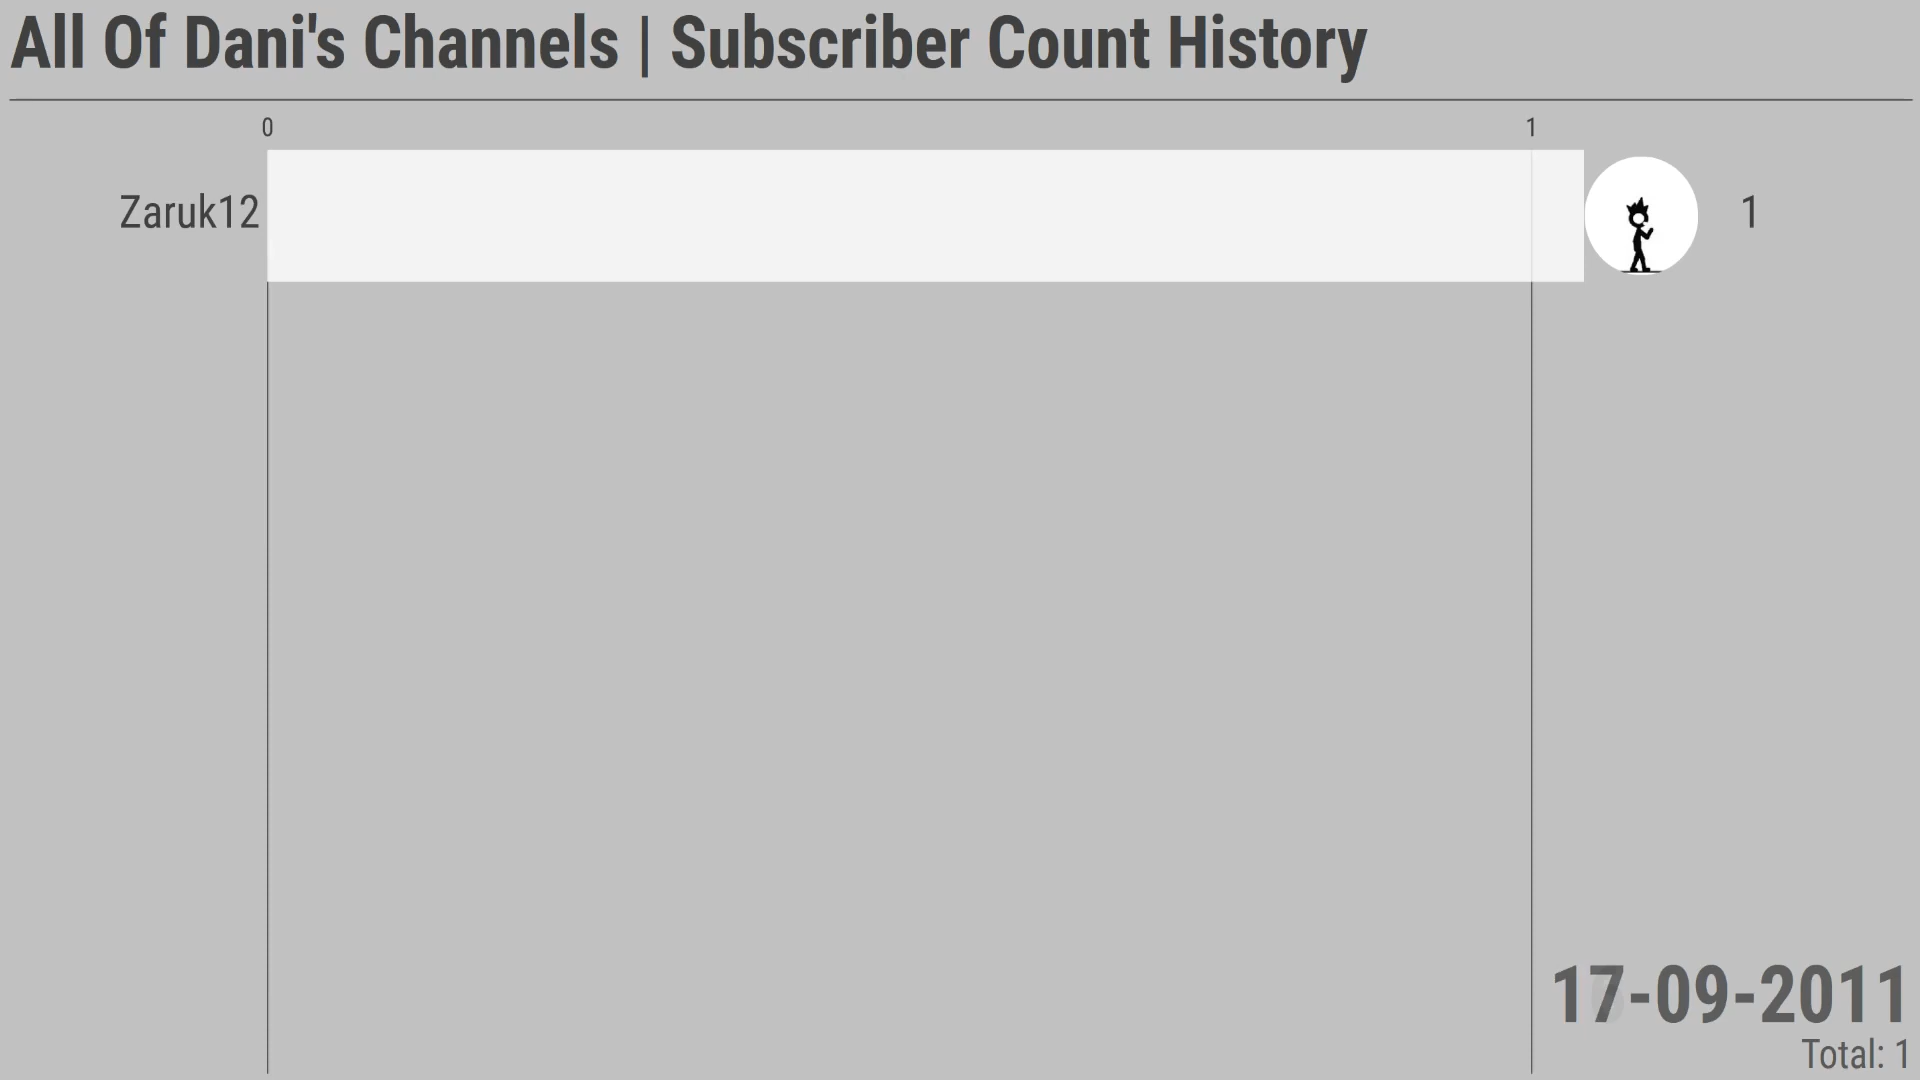 All Of Dani's Channels | Subscriber Count History
0 1
Zaruk12 1
17-09-2011
Total: 1